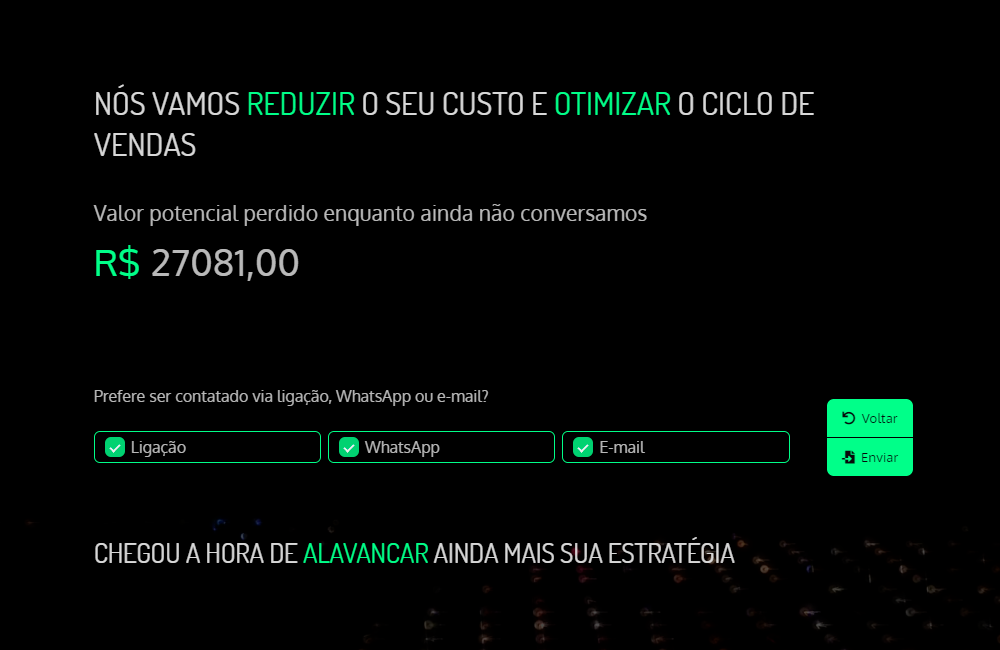 NÓS VAMOS REDUZIR O SEU CUSTO E OTIMIZAR O CICLO DE
VENDAS
Valor potencial perdido enquanto ainda não conversamos
R$ 27081,00
Prefere ser contatado via ligação, WhatsApp ou e-mail?
Ligação
WhatsApp
E-mail
Voltar
Enviar
CHEGOU A HORA DE ALAVANCAR AINDA MAIS SUA ESTRATÉGIA